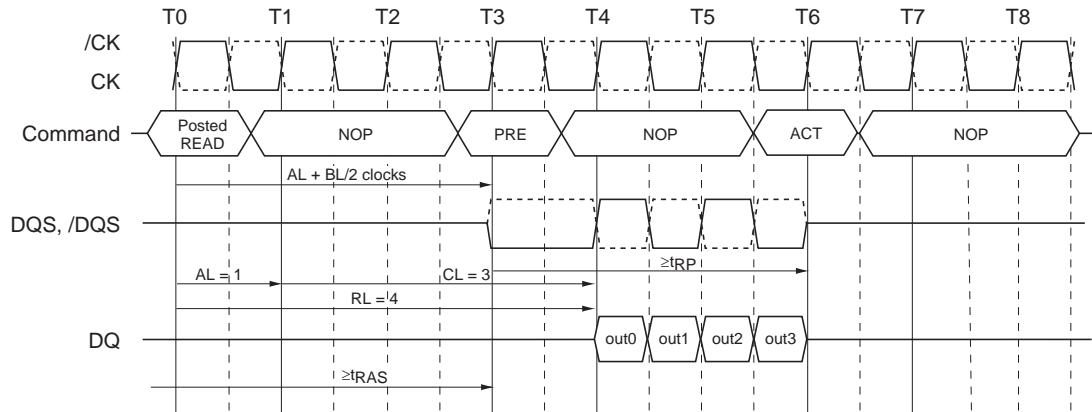 T0 T1 T2 T3 T4 T5 T6 T7 T8
/CK
CK
Command
Posted
READ
NOP
PRE
NOP
ACT
NOP
AL + BL/2 clocks
DQS, /DQS
≥tRP
AL = 1
CL = 3
RL = 4
DQ
out0 out1 out2 out3
≥tRAS